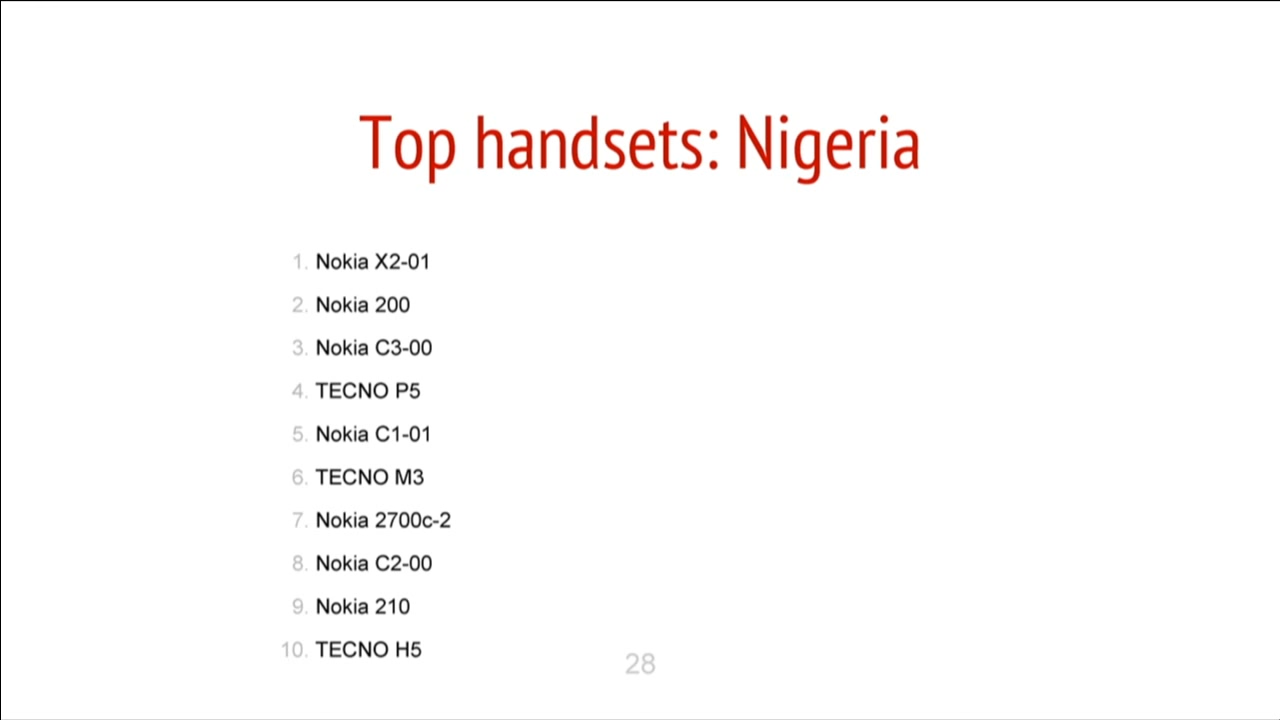 Top handsets: Nigeria
1. Nokia X2-01
2. Nokia 200
3. Nokia C3-00
4. TECNO P5
5. Nokia C1-01
6. TECNO M3
7. Nokia 2700c-2
8. Nokia C2-00
9. Nokia 210
10. TECNO H5
28